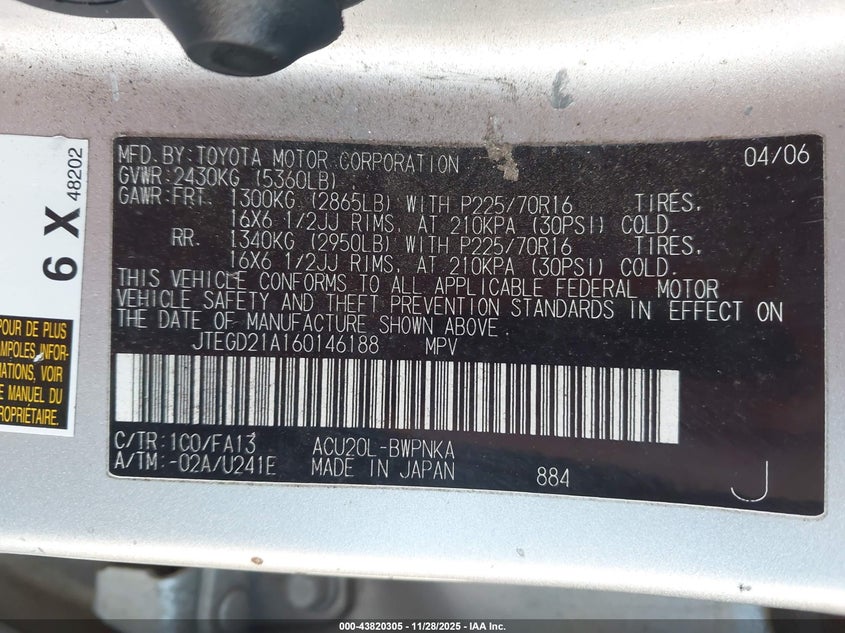 MFD. BY: TOYOTA MOTOR CORPORATION 04/06
GVWR: 2430KG (5360LB)
GAWR: FRT. 1300KG (2865LB) WITH P225/70R16 TIRES,
16X6 1/2JJ RIMS, AT 210KPA (30PSI) COLD.
RR. 1340KG (2950LB) WITH P225/70R16 TIRES,
16X6 1/2JJ RIMS, AT 210KPA (30PSI) COLD.
THIS VEHICLE CONFORMS TO ALL APPLICABLE FEDERAL MOTOR
VEHICLE SAFETY AND THEFT PREVENTION STANDARDS IN EFFECT ON
THE DATE OF MANUFACTURE SHOWN ABOVE.
JTEGD21A160146188 MPV
C/TR: 1C0/FA13 ACU20L-BWPNKA
A/TM: -02A/U241E MADE IN JAPAN 884 J
6 X 48202
POUR DE PLUS
AMPOLES INFOR-
MATIONS, VOIR
E MANUEL DU
PROPRIÉTAIRE.
000-43820305 - 11/28/2025 - IAA Inc.